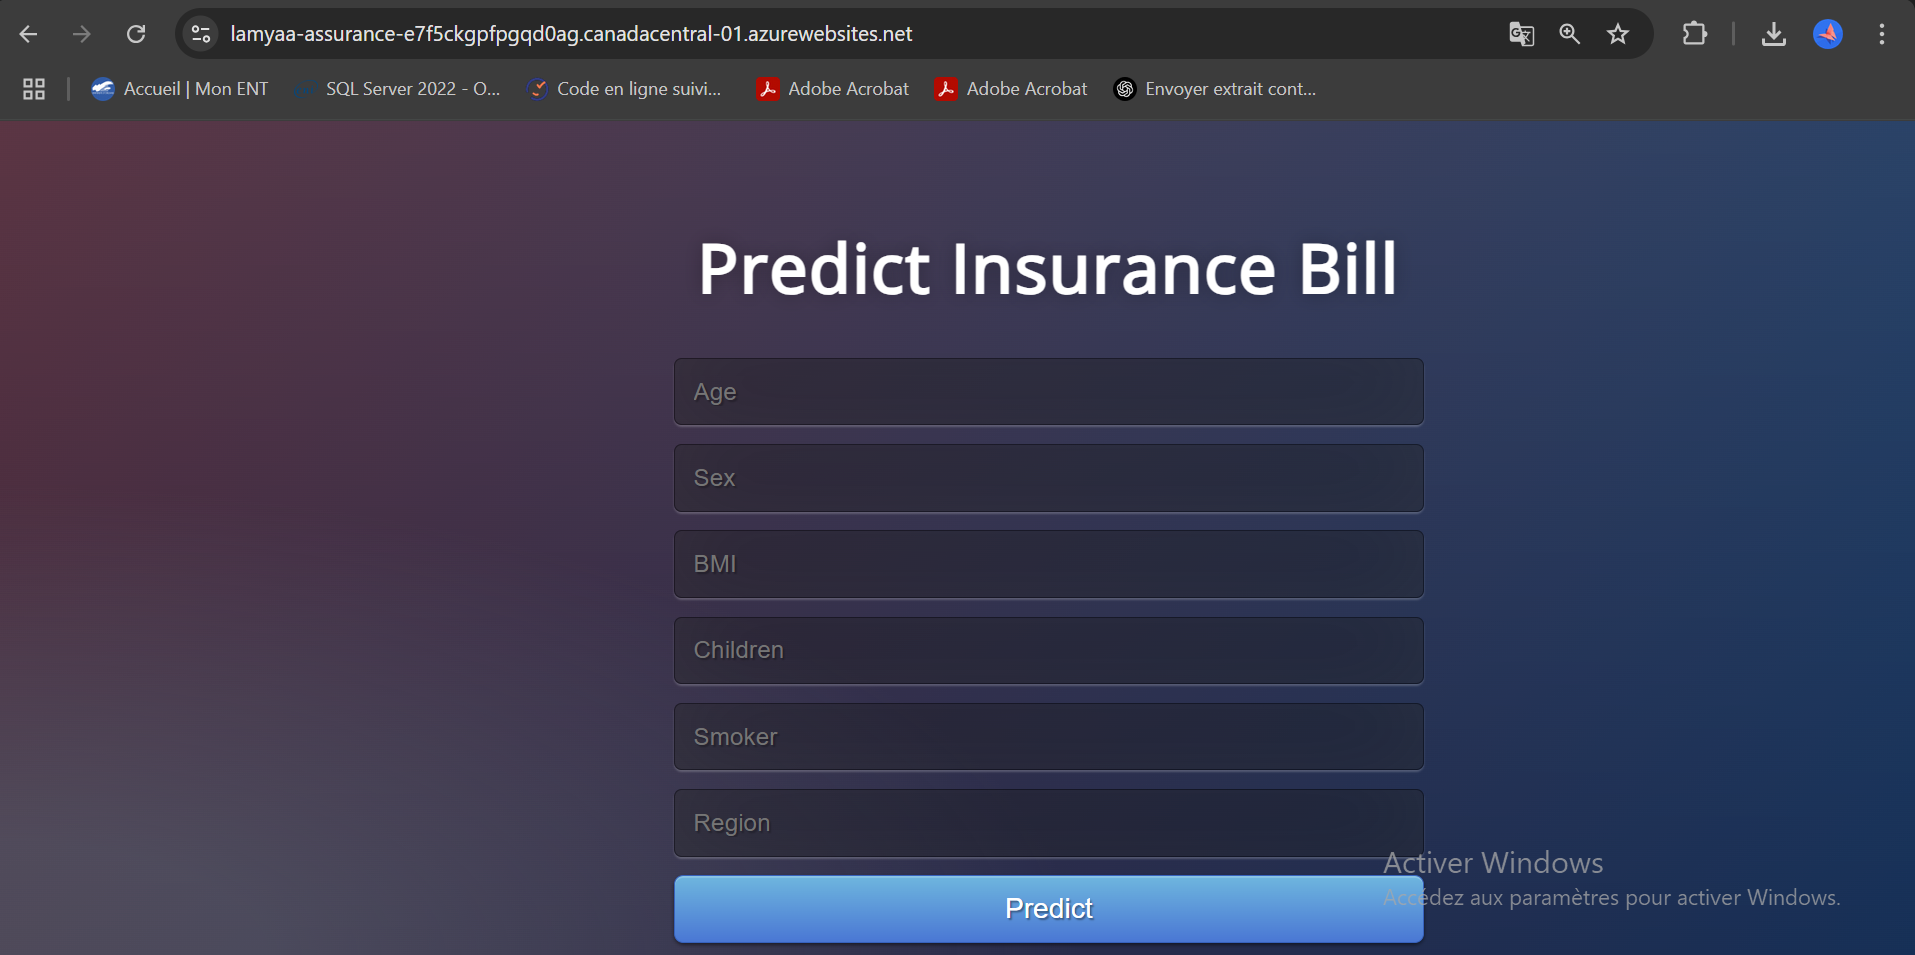 lamyaa-assurance-e7f5ckgpfpgqd0ag.canadacentral-01.azurewebsites.net
Accueil | Mon ENT SQL Server 2022 - O... Code en ligne suivi... Adobe Acrobat Adobe Acrobat Envoyer extrait cont...
Predict Insurance Bill
Age
Sex
BMI
Children
Smoker
Region
Predict
Activer Windows
Accédez aux paramètres pour activer Windows.